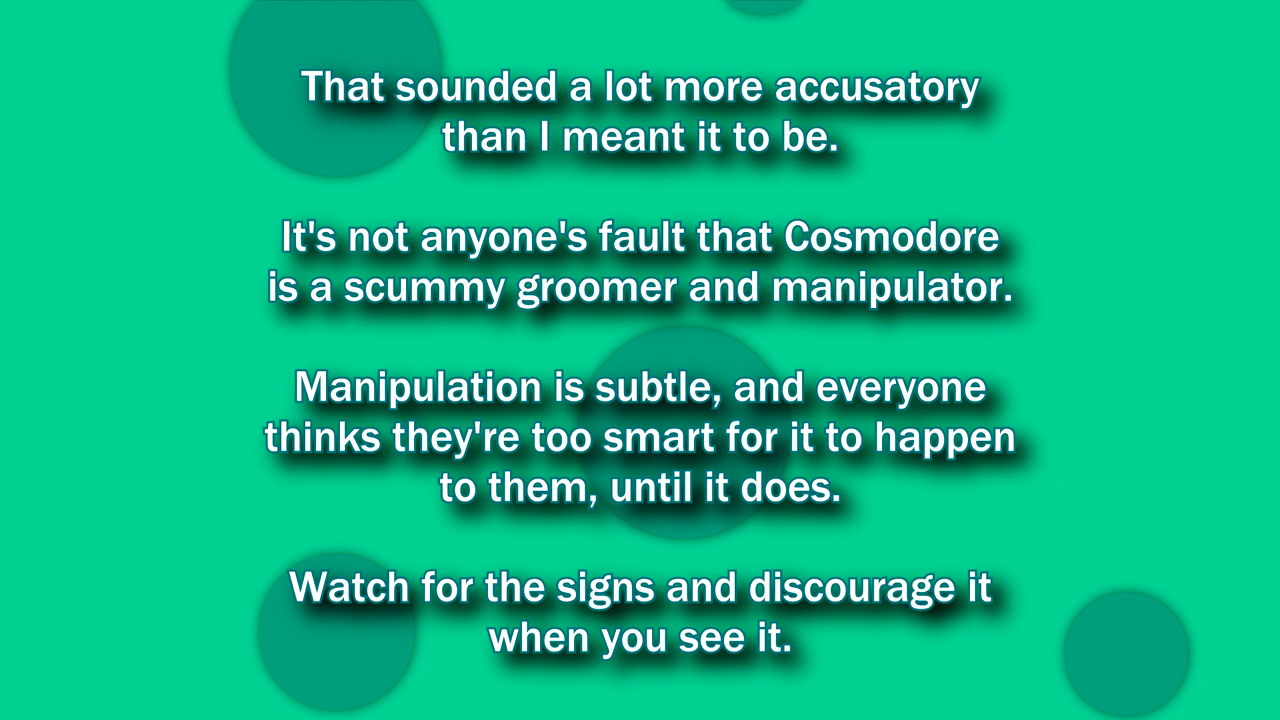 That sounded a lot more accusatory
than I meant it to be.
It's not anyone's fault that Cosmodore
is a scummy groomer and manipulator.
Manipulation is subtle, and everyone
thinks they're too smart for it to happen
to them, until it does.
Watch for the signs and discourage it
when you see it.